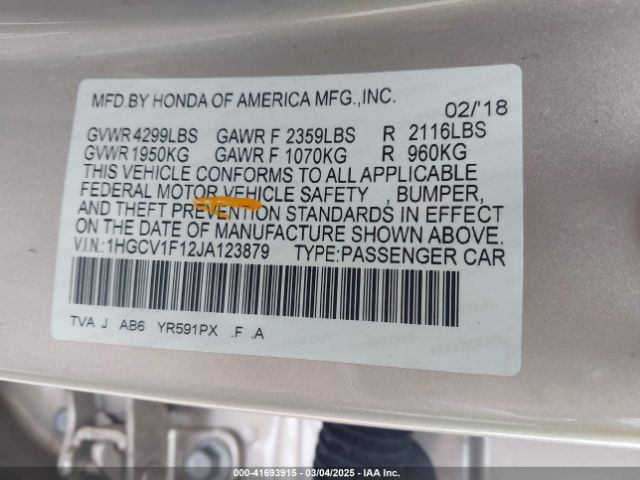 MFD.BY HONDA OF AMERICA MFG.,INC.
02/'18
GVWR 4299LBS GAWR F 2359LBS R 2116LBS
GVWR 1950KG GAWR F 1070KG R 960KG
THIS VEHICLE CONFORMS TO ALL APPLICABLE
FEDERAL MOTOR VEHICLE SAFETY , BUMPER,
AND THEFT PREVENTION STANDARDS IN EFFECT
ON THE DATE OF MANUFACTURE SHOWN ABOVE.
V.I.N.:1HGCV1F12JA123879 TYPE:PASSENGER CAR
TVA J AB6 YR591PX .F .A
000-41693915 - 03/04/2025 - IAA Inc.